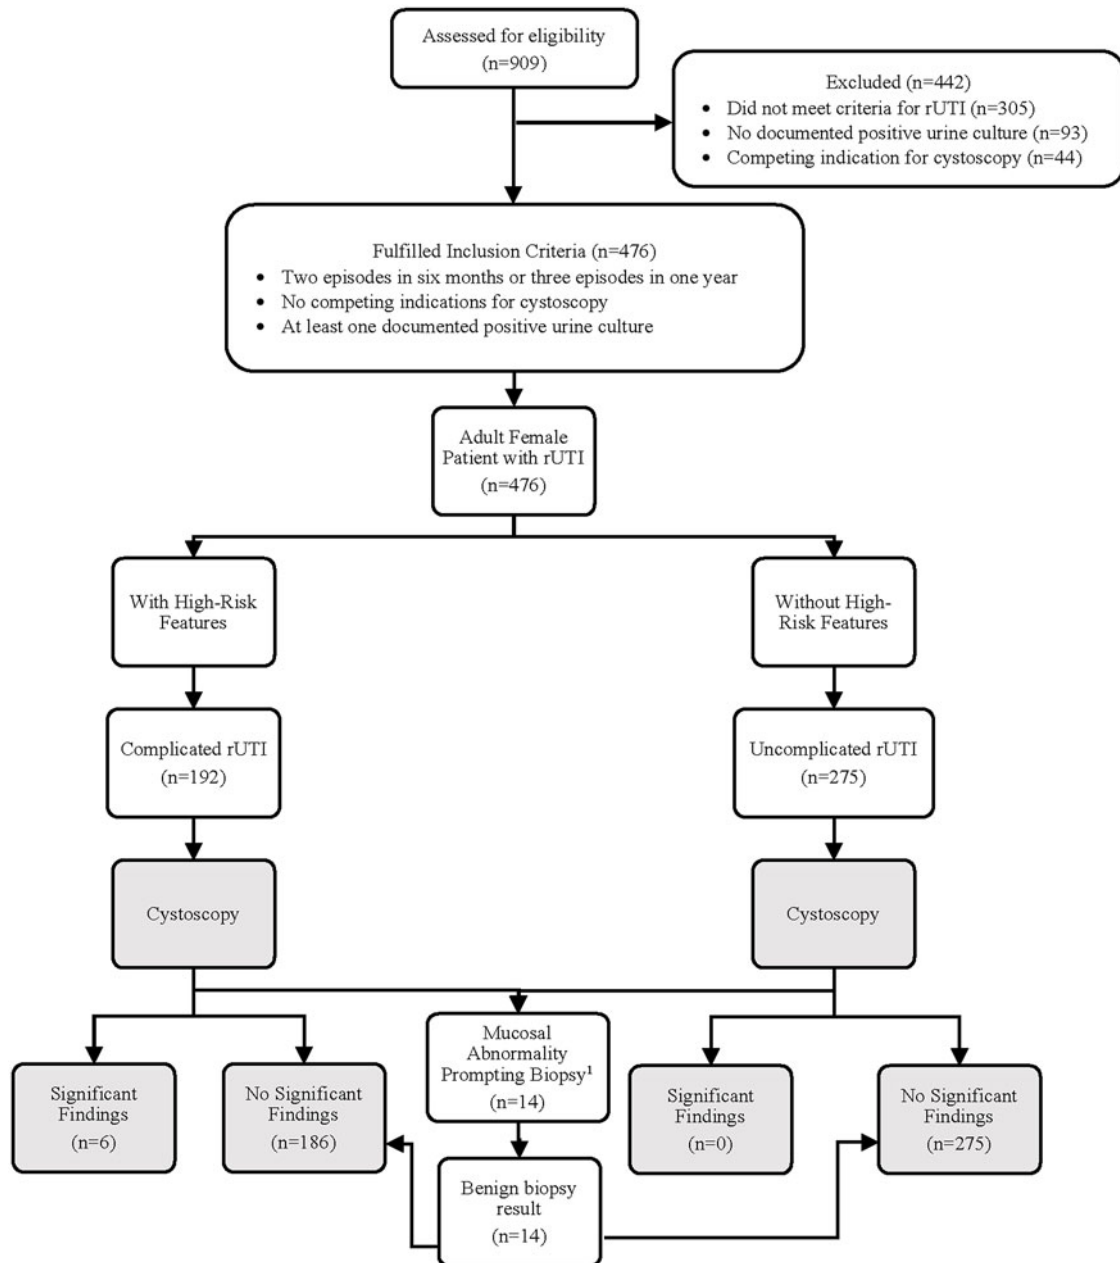 Assessed for eligibility
(n=909)
Excluded (n=442)
• Did not meet criteria for rUTI (n=305)
• No documented positive urine culture (n=93)
• Competing indication for cystoscopy (n=44)
Fulfilled Inclusion Criteria (n=476)
• Two episodes in six months or three episodes in one year
• No competing indications for cystoscopy
• At least one documented positive urine culture
Adult Female
Patient with rUTI
(n=476)
With High-Risk
Features
Without High-
Risk Features
Complicated rUTI
(n=192)
Uncomplicated rUTI
(n=275)
Cystoscopy
Cystoscopy
Significant
Findings
(n=6)
No Significant
Findings
(n=186)
Mucosal
Abnormality
Prompting Biopsy¹
(n=14)
Significant
Findings
(n=0)
No Significant
Findings
(n=275)
Benign biopsy
result
(n=14)